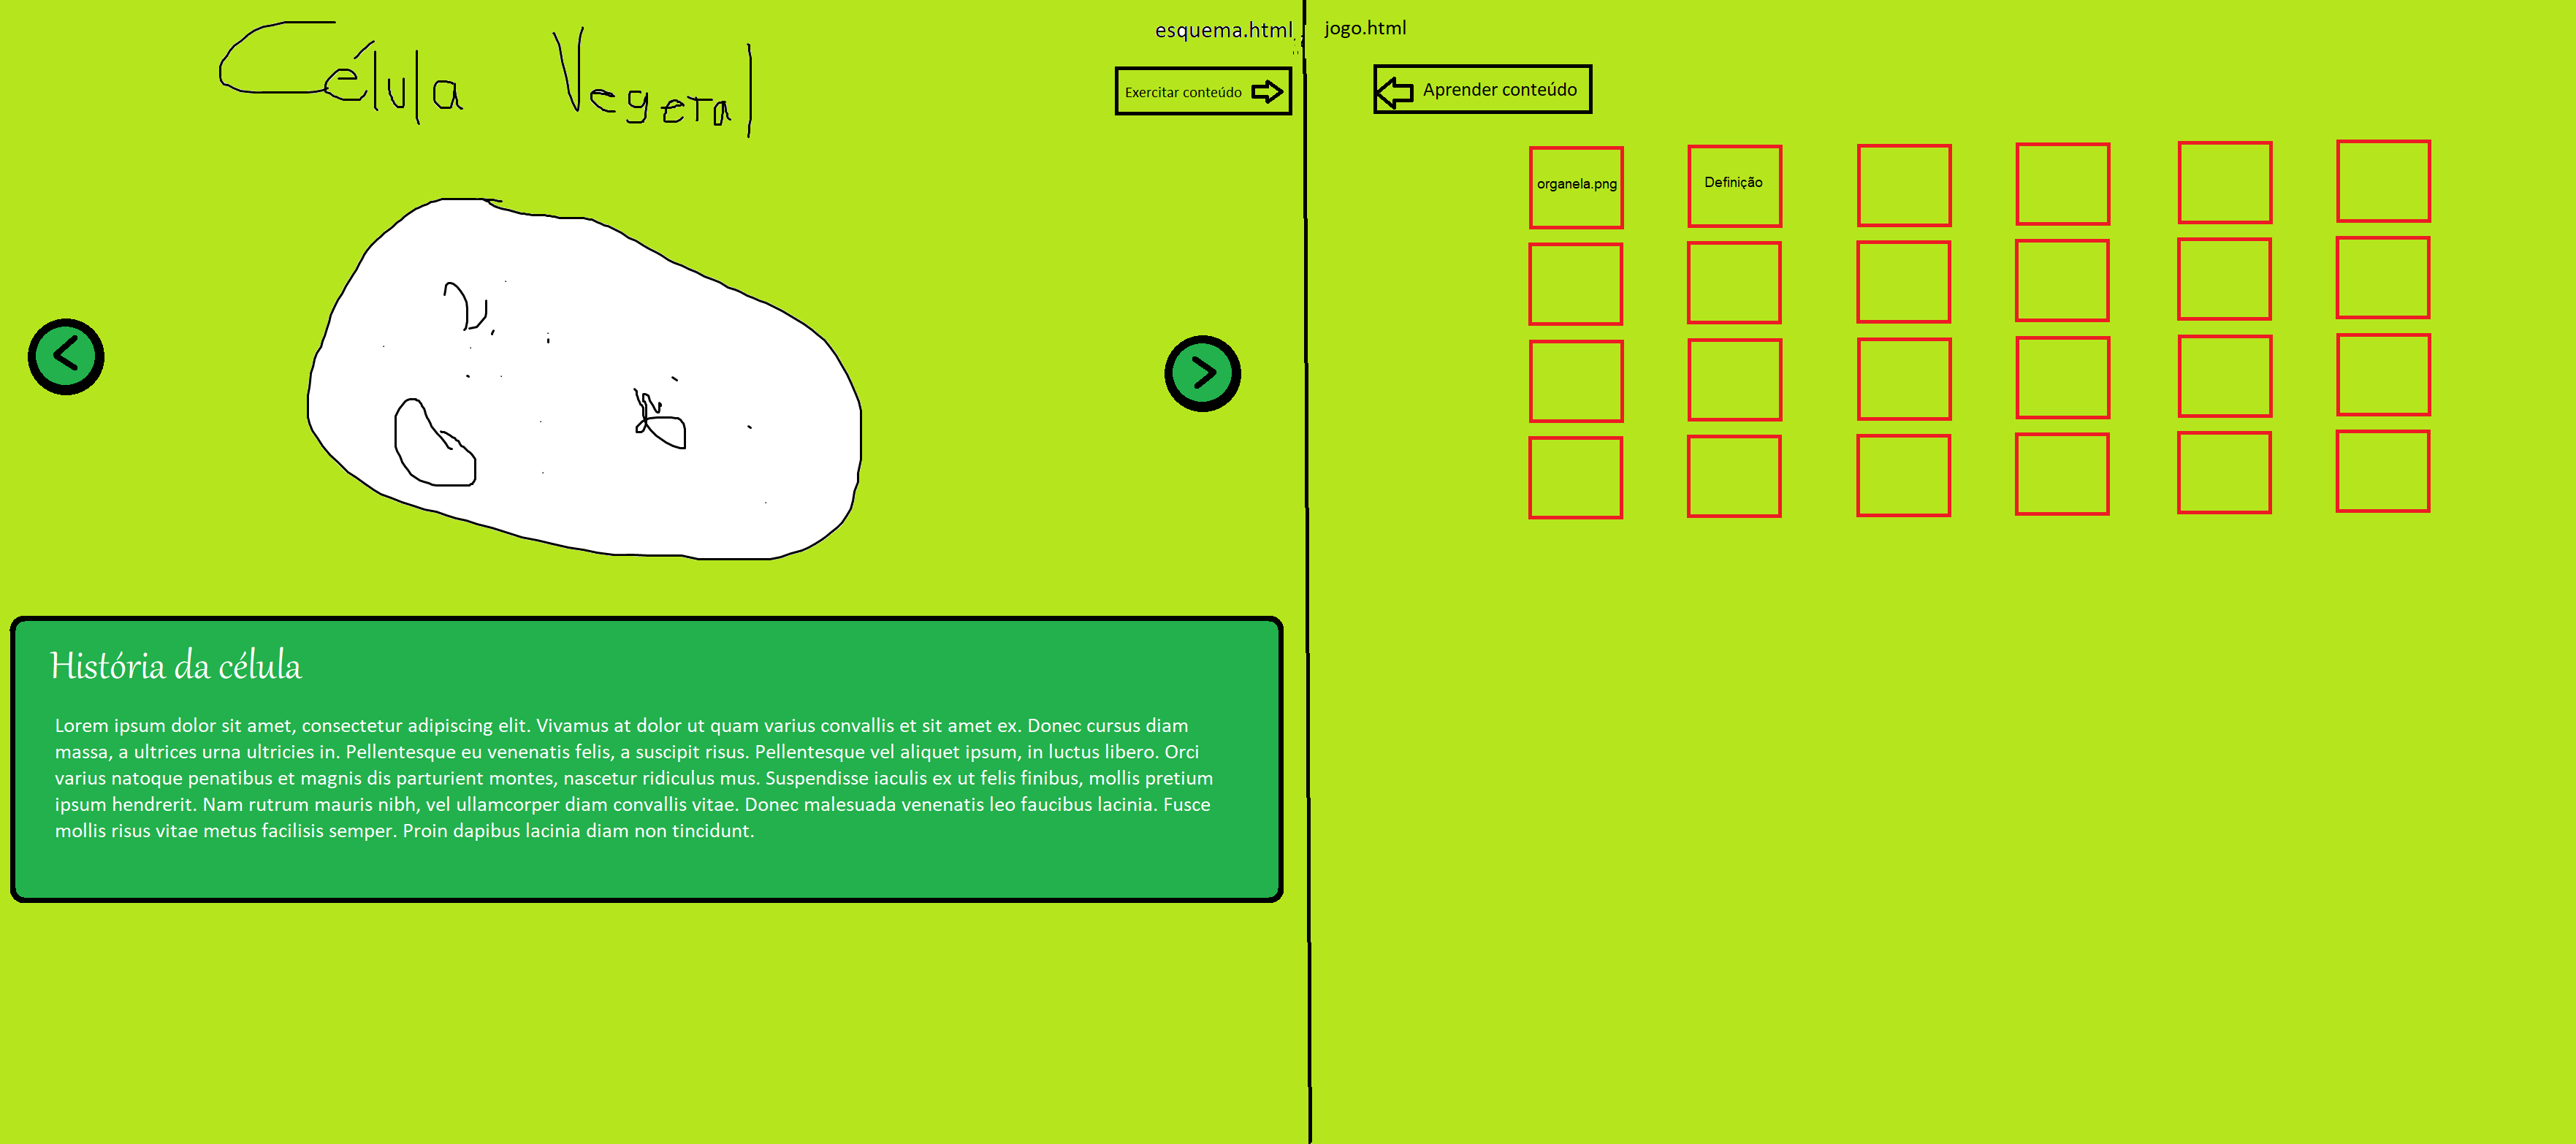 Célula Vegetal
esquema.html
Exercitar conteúdo
História da célula
Lorem ipsum dolor sit amet, consectetur adipiscing elit. Vivamus at dolor ut quam varius convallis et sit amet ex. Donec cursus diam
massa, a ultrices urna ultricies in. Pellentesque eu venenatis felis, a suscipit risus. Pellentesque vel aliquet ipsum, in luctus libero. Orci
varius natoque penatibus et magnis dis parturient montes, nascetur ridiculus mus. Suspendisse iaculis ex ut felis finibus, mollis pretium
ipsum hendrerit. Nam rutrum mauris nibh, vel ullamcorper diam convallis vitae. Donec malesuada venenatis leo faucibus lacinia. Fusce
mollis risus vitae metus facilisis semper. Proin dapibus lacinia diam non tincidunt.
jogo.html
Aprender conteúdo
organela.png
Definição